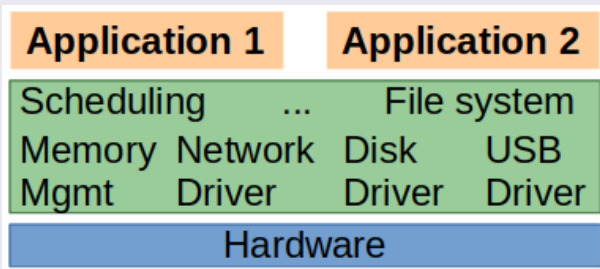 Application 1 Application 2
Scheduling ... File system
Memory Network Disk USB
Mgmt Driver Driver Driver
Hardware